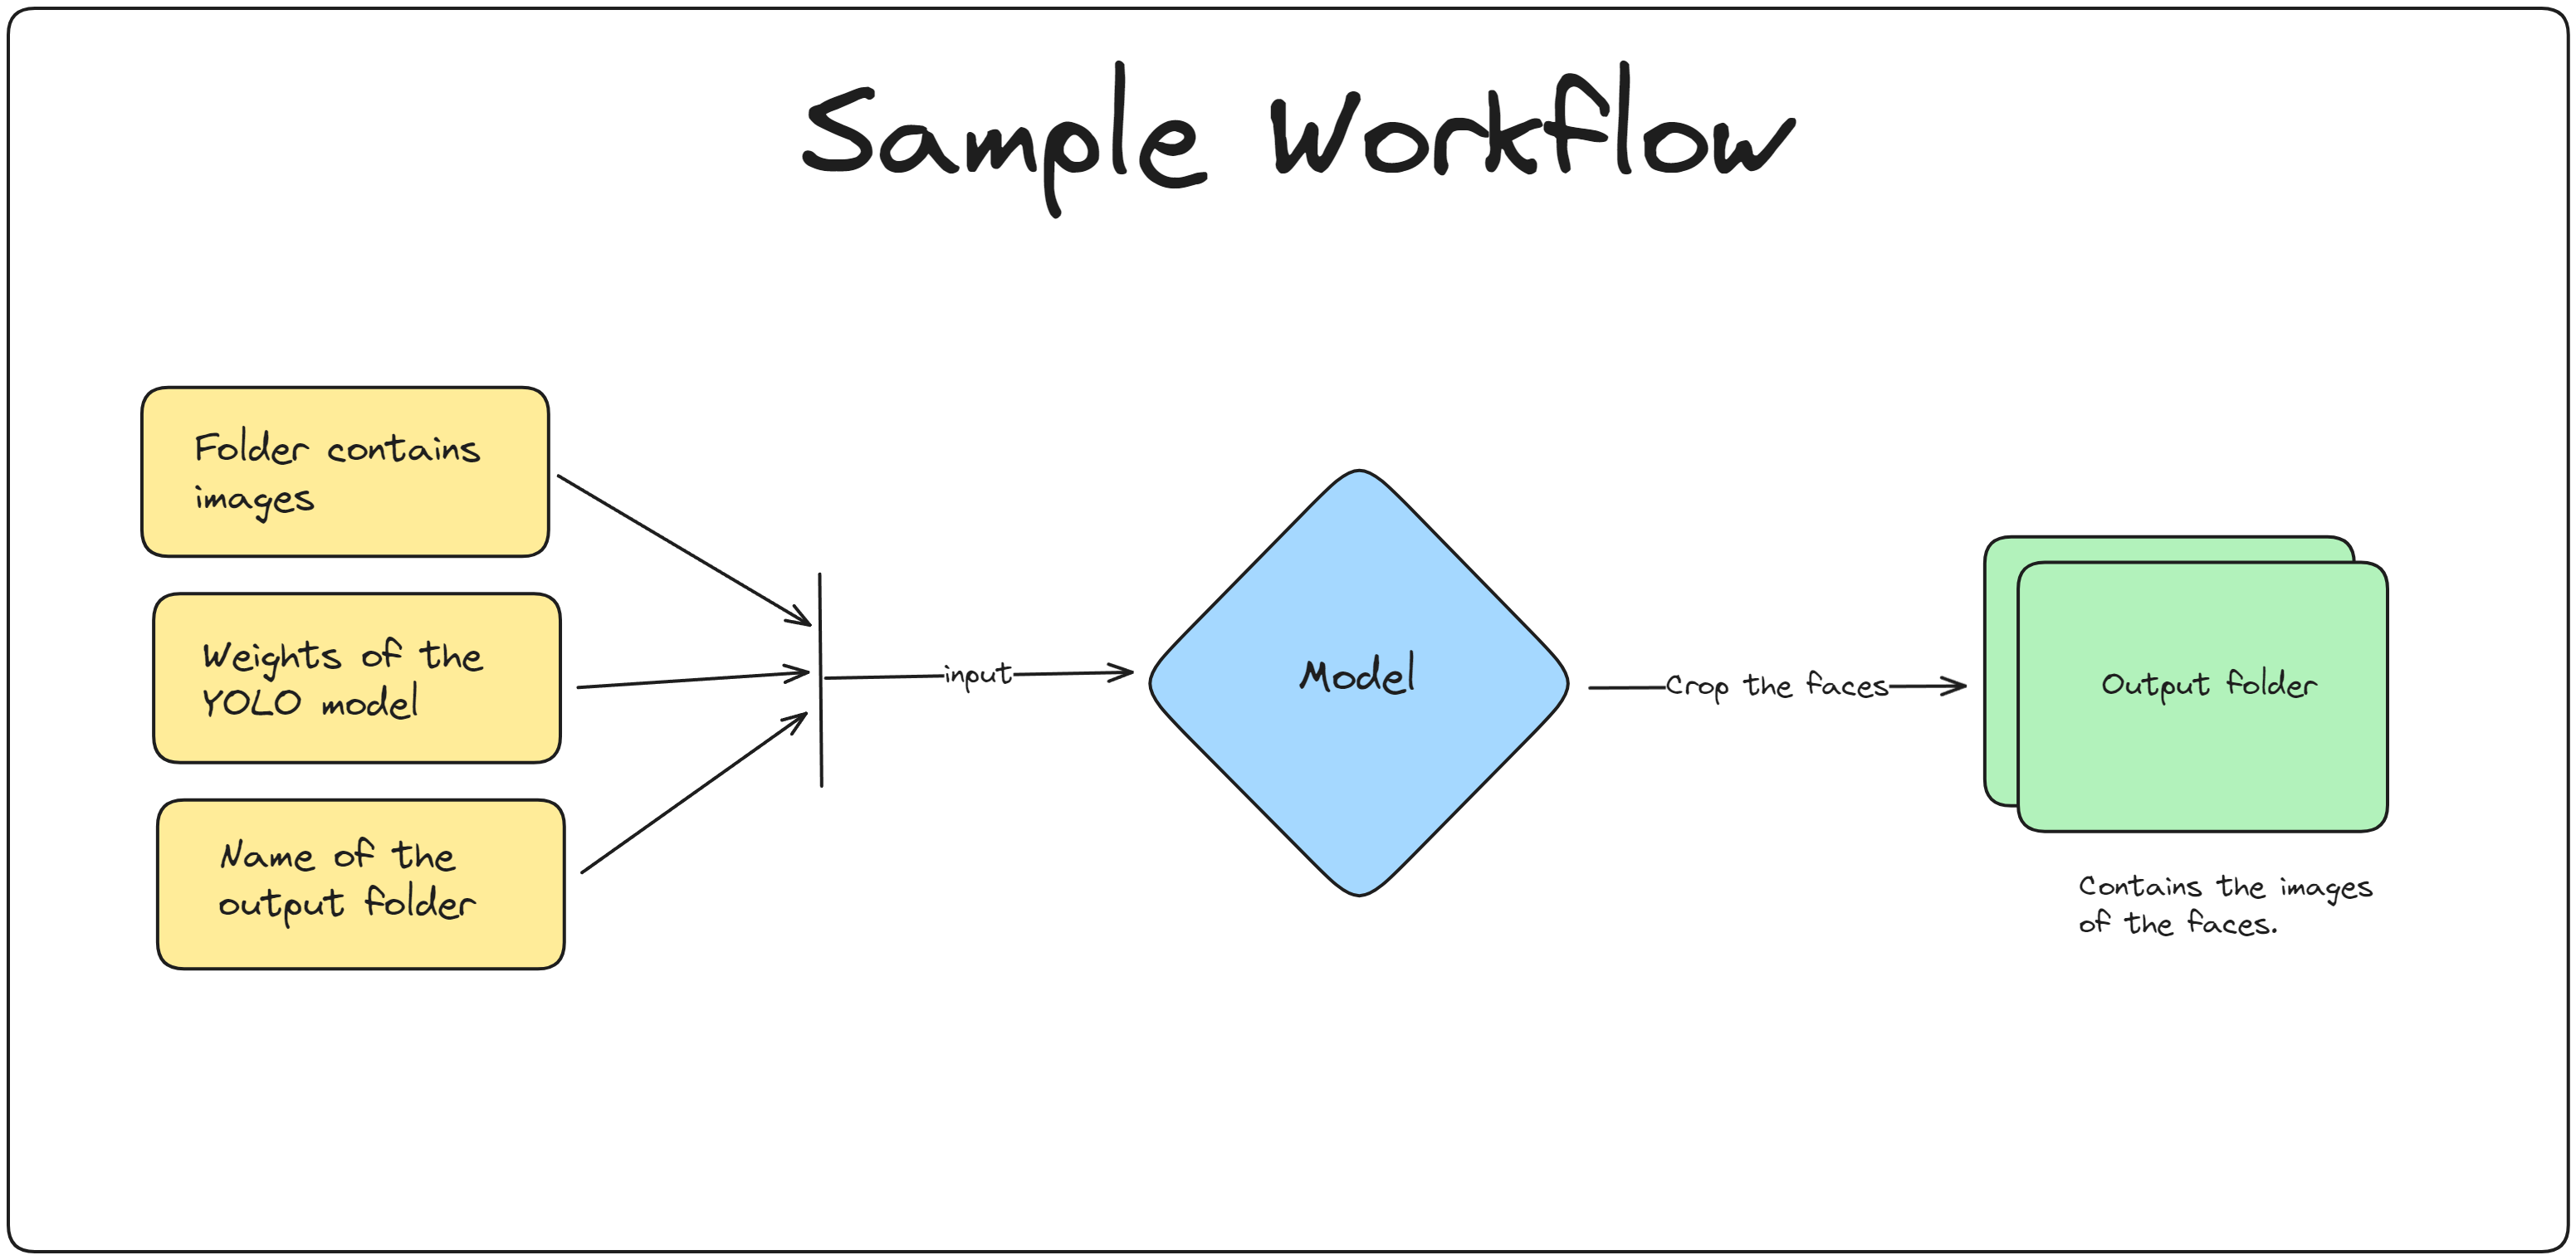 Sample Workflow
Folder contains
images
Weights of the
YOLO model
Name of the
output folder
input
Model
Crop the faces
Output folder
Contains the images
of the faces.